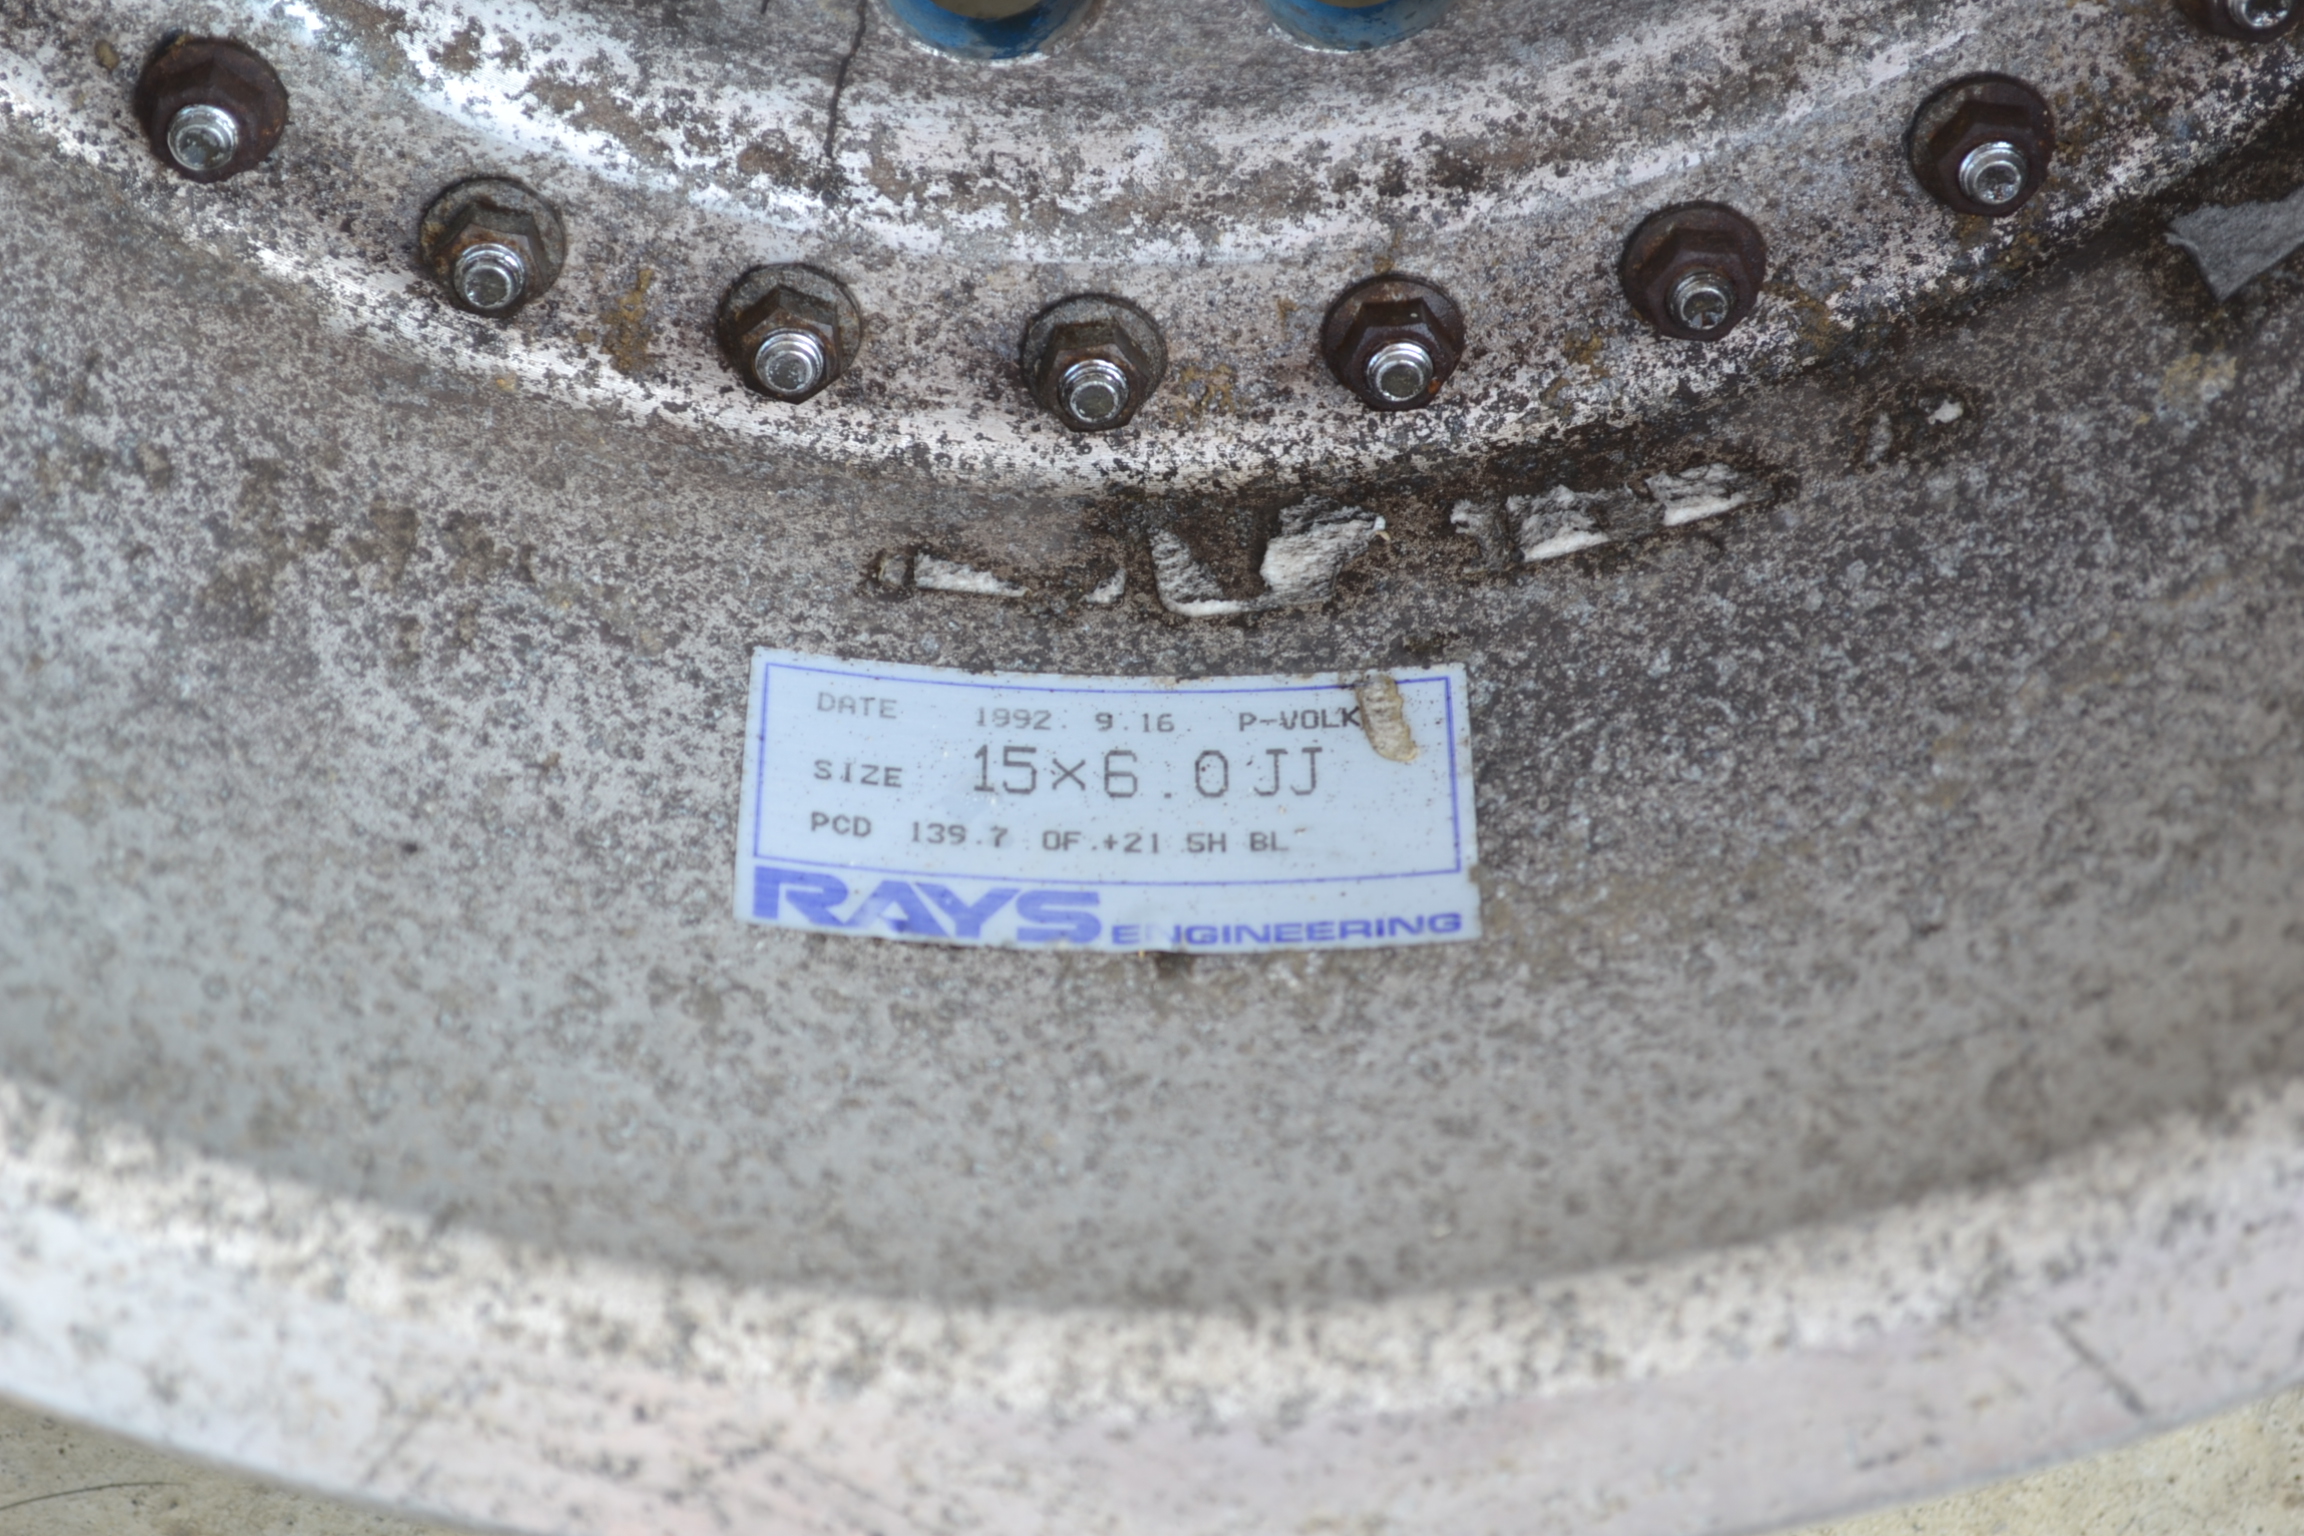 DATE 1992. 9.16 P-VOLK
SIZE 15×6.0JJ
PCD 139.7 OF.+21 5H BL
RAYS ENGINEERING